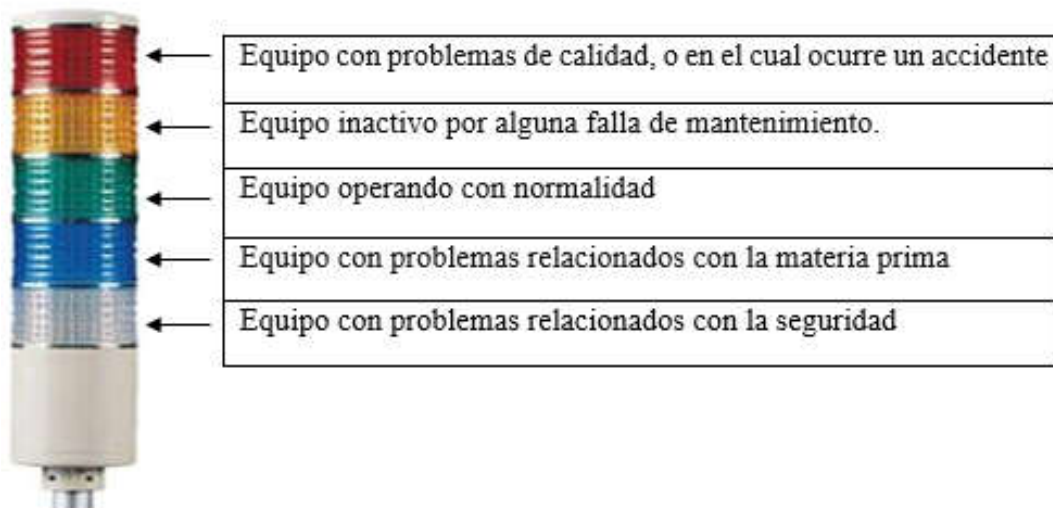 Equipo con problemas de calidad, o en el cual ocurre un accidente
Equipo inactivo por alguna falla de mantenimiento.
Equipo operando con normalidad
Equipo con problemas relacionados con la materia prima
Equipo con problemas relacionados con la seguridad